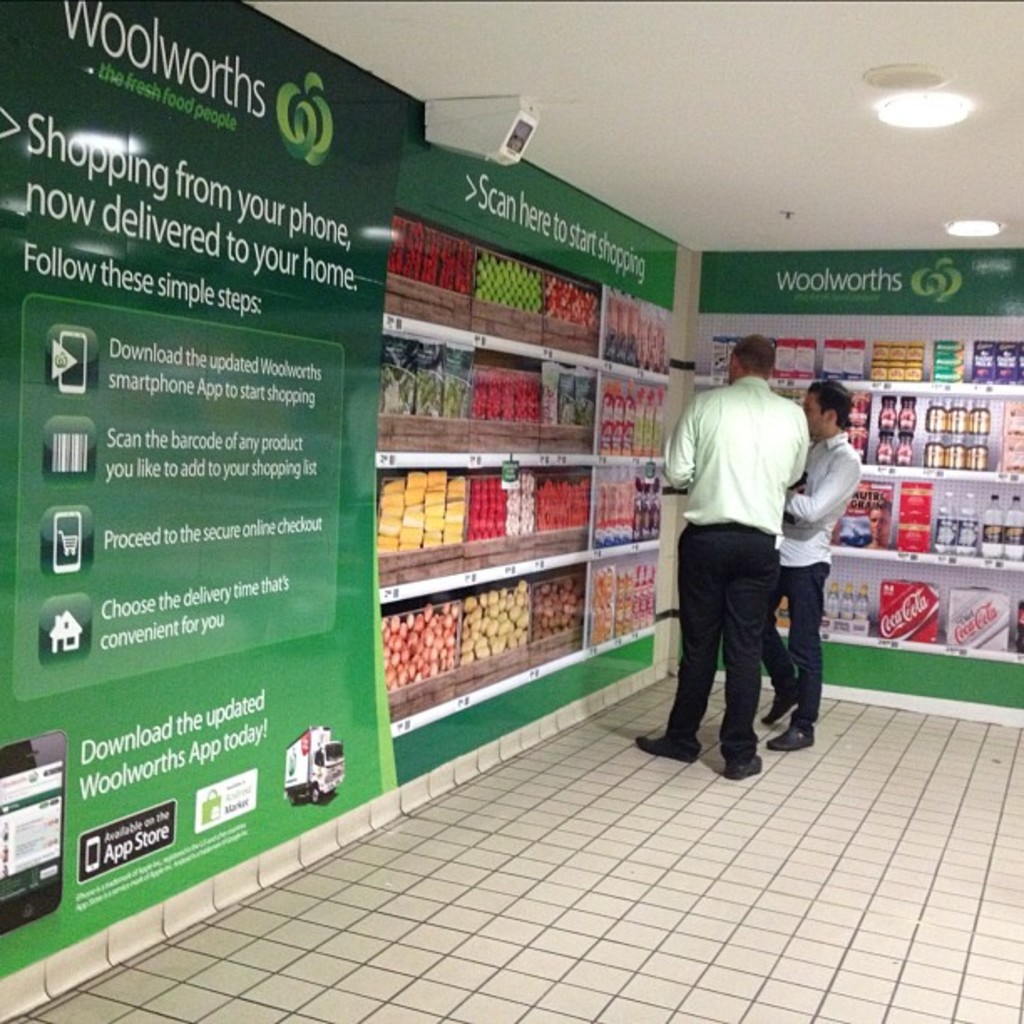 Woolworths
the fresh food people
>Shopping from your phone,
now delivered to your home.
Follow these simple steps:
Download the updated Woolworths
smartphone App to start shopping
Scan the barcode of any product
you like to add to your shopping list
Proceed to the secure online checkout
Choose the delivery time that's
convenient for you
Download the updated
Woolworths App today!
Available on the
App Store
Android
Market
>Scan here to start shopping
Woolworths
NUTRI
GRAIN
Coca-Cola
Coca-Cola